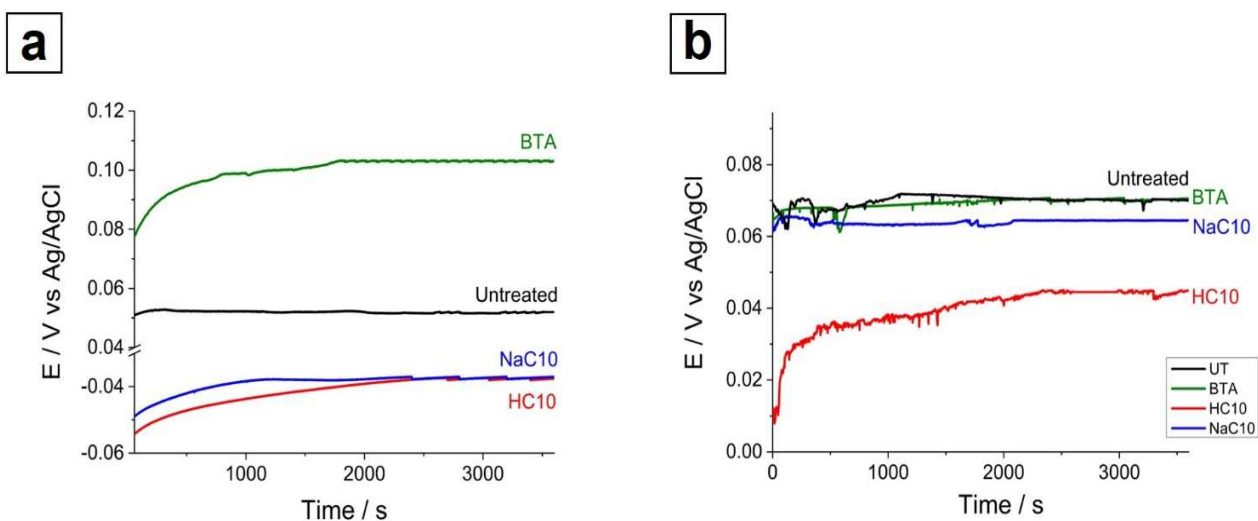 a
0.12
0.10
0.08
0.06
0.04
-0.04
-0.06
E / V vs Ag/AgCl
BTA
Untreated
NaC10
HC10
1000 2000 3000
Time / s
b
0.08
0.06
0.04
0.02
0.00
E / V vs Ag/AgCl
Untreated
BTA
NaC10
HC10
UT
BTA
HC10
NaC10
0 1000 2000 3000
Time / s